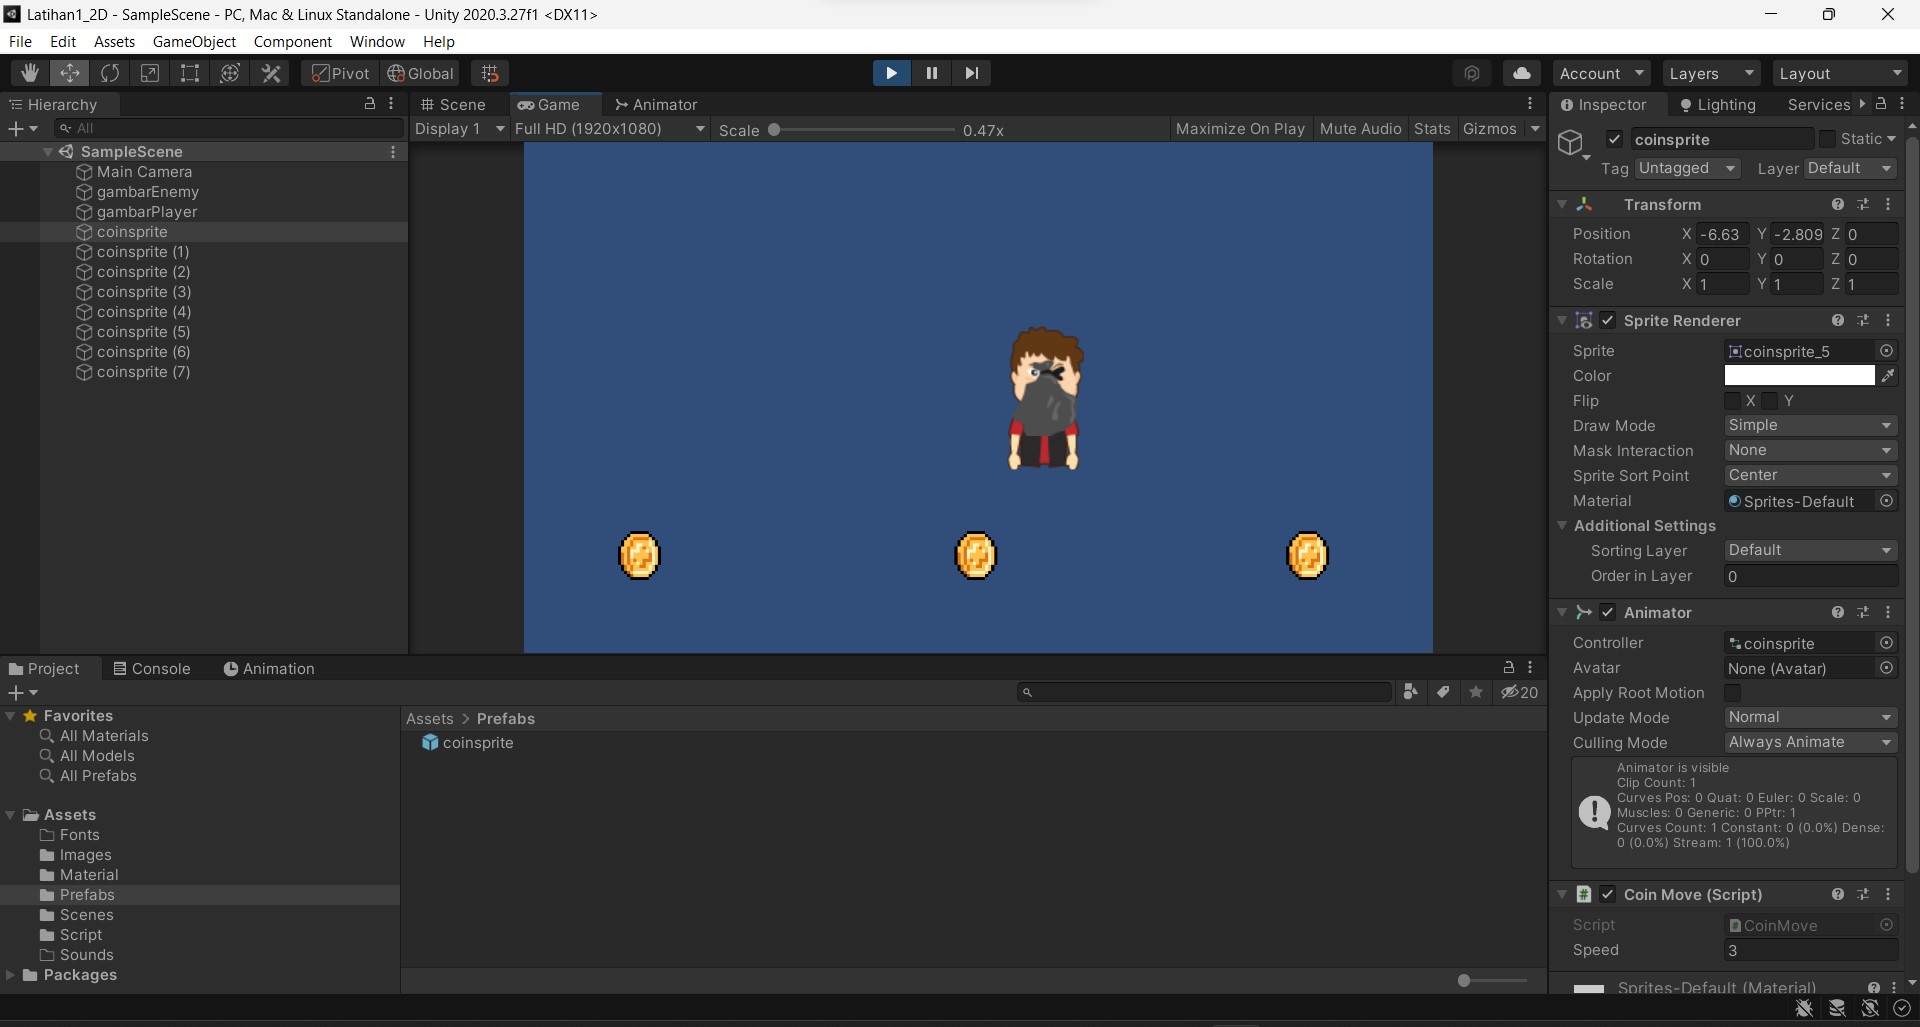 Latihan1_2D - SampleScene - PC, Mac & Linux Standalone - Unity 2020.3.27f1 <DX11>
File Edit Assets GameObject Component Window Help
Pivot Global Account Layers Layout
Hierarchy
All
SampleScene
Main Camera
gambarEnemy
gambarPlayer
coinsprite
coinsprite (1)
coinsprite (2)
coinsprite (3)
coinsprite (4)
coinsprite (5)
coinsprite (6)
coinsprite (7)
Scene Game Animator
Display 1 Full HD (1920x1080) Scale 0.47x Maximize On Play Mute Audio Stats Gizmos
Inspector Lighting Services
coinsprite Static
Tag Untagged Layer Default
Transform
Position X -6.63 Y -2.809 Z 0
Rotation X 0 Y 0 Z 0
Scale X 1 Y 1 Z 1
Sprite Renderer
Sprite coinsprite_5
Color
Flip X Y
Draw Mode Simple
Mask Interaction None
Sprite Sort Point Center
Material Sprites-Default
Additional Settings
Sorting Layer Default
Order in Layer 0
Animator
Controller coinsprite
Avatar None (Avatar)
Apply Root Motion
Update Mode Normal
Culling Mode Always Animate
Animator is visible
Clip Count: 1
Curves Pos: 0 Quat: 0 Euler: 0 Scale: 0
Muscles: 0 Generic: 0 PPtr: 1
Curves Count: 1 Constant: 0 (0.0%) Dense:
0 (0.0%) Stream: 1 (100.0%)
Coin Move (Script)
Script CoinMove
Speed 3
Sprites-Default (Material)
Project Console Animation
20
Favorites
All Materials
All Models
All Prefabs
Assets
Fonts
Images
Material
Prefabs
Scenes
Script
Sounds
Packages
Assets > Prefabs
coinsprite